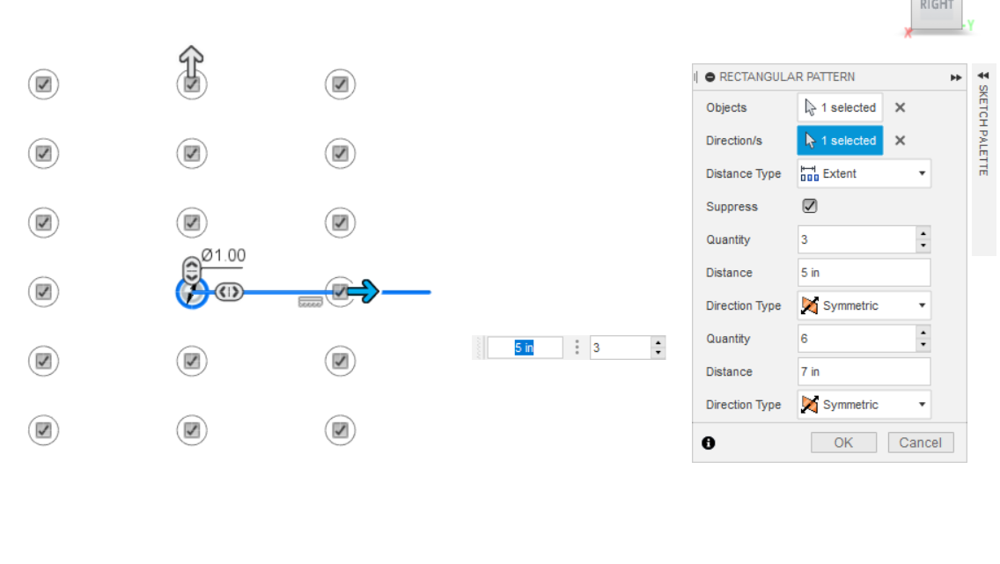 RIGHT
-Y
X
RECTANGULAR PATTERN
SKETCH PALETTE
Objects 1 selected
Direction/s 1 selected
Distance Type Extent
Suppress
Quantity 3
Distance 5 in
Direction Type Symmetric
Quantity 6
Distance 7 in
Direction Type Symmetric
OK Cancel
Ø1.00
5 in 3